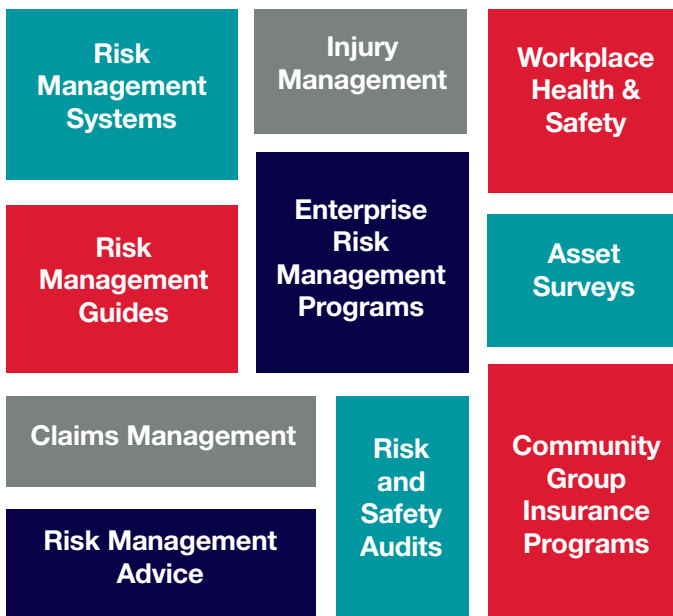 Risk
Management
Systems
Injury
Management
Workplace
Health &
Safety
Risk
Management
Guides
Enterprise
Risk
Management
Programs
Asset
Surveys
Claims Management
Risk
and
Safety
Audits
Community
Group
Insurance
Programs
Risk Management
Advice